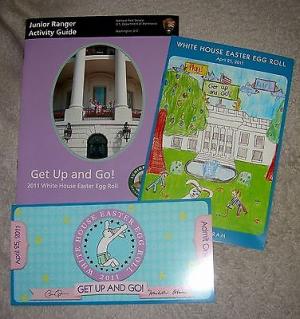 Junior Ranger
Activity Guide
National Park Service
U.S. Department of the Interior
Washington, D.C.
Get Up and Go!
2011 White House Easter Egg Roll
WHITE HOUSE EASTER EGG ROLL
April 25, 2011
Get Up
and Go!
April 25, 2011
WHITE HOUSE EASTER EGG ROLL
2011
GET UP AND GO!
Admit One